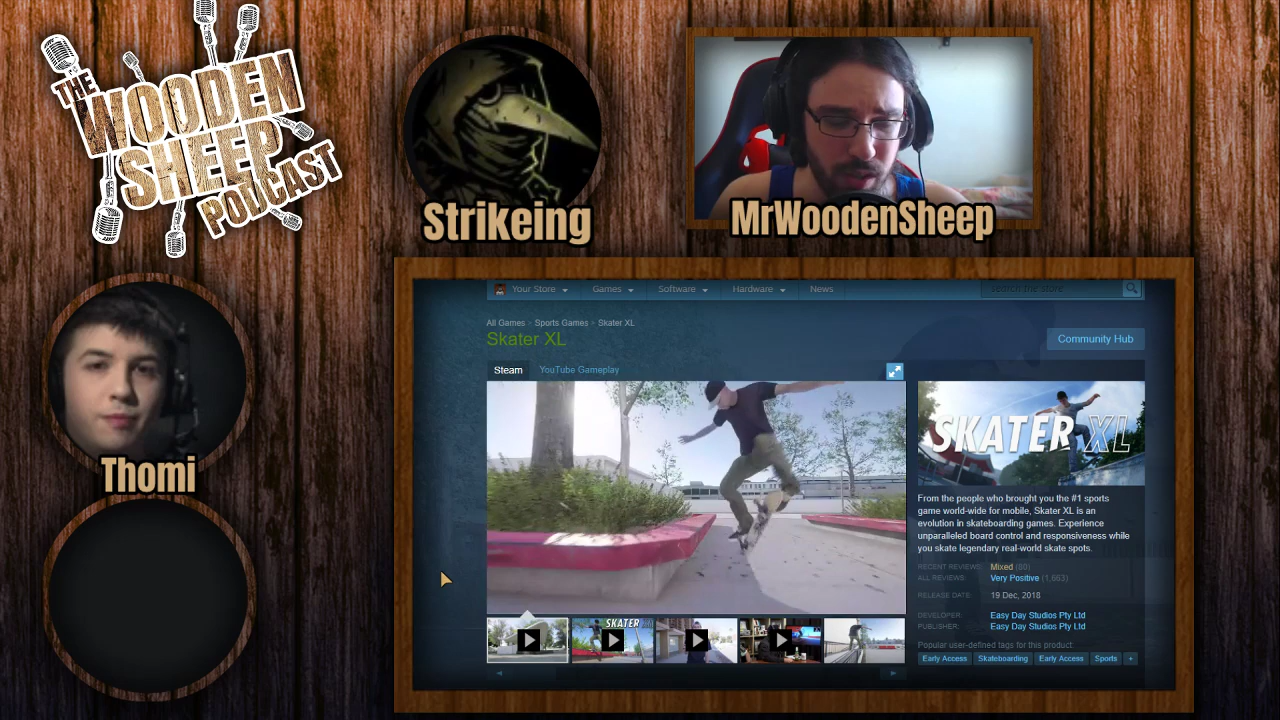 THE
WOODEN
SHEEP
PODCAST
Strikeing
MrWoodenSheep
Thomi
Your Store
Games
Software
Hardware
News
search the store
All Games > Sports Games > Skater XL
Skater XL
Community Hub
Steam
YouTube Gameplay
SKATER XL
From the people who brought you the #1 sports
game world-wide for mobile, Skater XL is an
evolution in skateboarding games. Experience
unparalleled board control and responsiveness while
you skate legendary real-world skate spots.
RECENT REVIEWS: Mixed (80)
ALL REVIEWS: Very Positive (1,663)
RELEASE DATE: 19 Dec, 2018
DEVELOPER: Easy Day Studios Pty Ltd
PUBLISHER: Easy Day Studios Pty Ltd
Popular user-defined tags for this product:
Early Access Skateboarding Early Access Sports +
SKATER